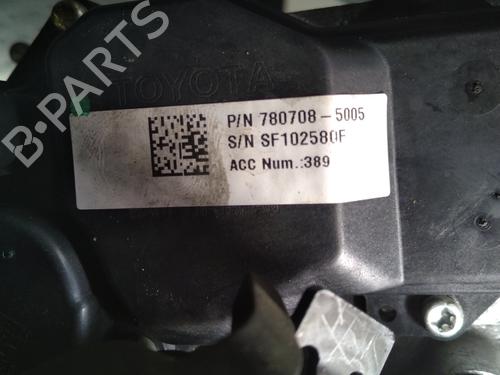 TOYOTA
P/N 780708-5005
S/N SF102580F
ACC Num.:389
B-PARTS